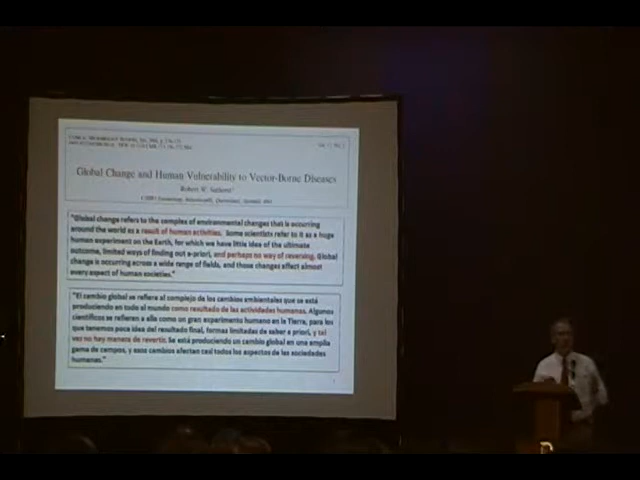 Global Change and Human Vulnerability to Vector-Borne Diseases
Robert W. Sutherst
"Global change refers to the complex of environmental changes that is occurring
around the world as a result of human activities. Some scientists refer to it as a huge
human experiment on the Earth, for which we have little idea of the ultimate
outcome, limited ways of finding out a-priori, and perhaps no way of reversing. Global
change is occurring across a wide range of fields, and those changes affect almost
every aspect of human societies."
"El cambio global se refiere al complejo de los cambios ambientales que se está
produciendo en todo el mundo como resultado de las actividades humanas. Algunos
científicos se refieren a ello como un gran experimento humano en la Tierra, para los
que tenemos poca idea del resultado final, formas limitadas de saber a priori, y tal
vez no hay manera de revertir. Se está produciendo un cambio global en una amplia
gama de campos, y esos cambios afectan casi todos los aspectos de las sociedades
humanas."